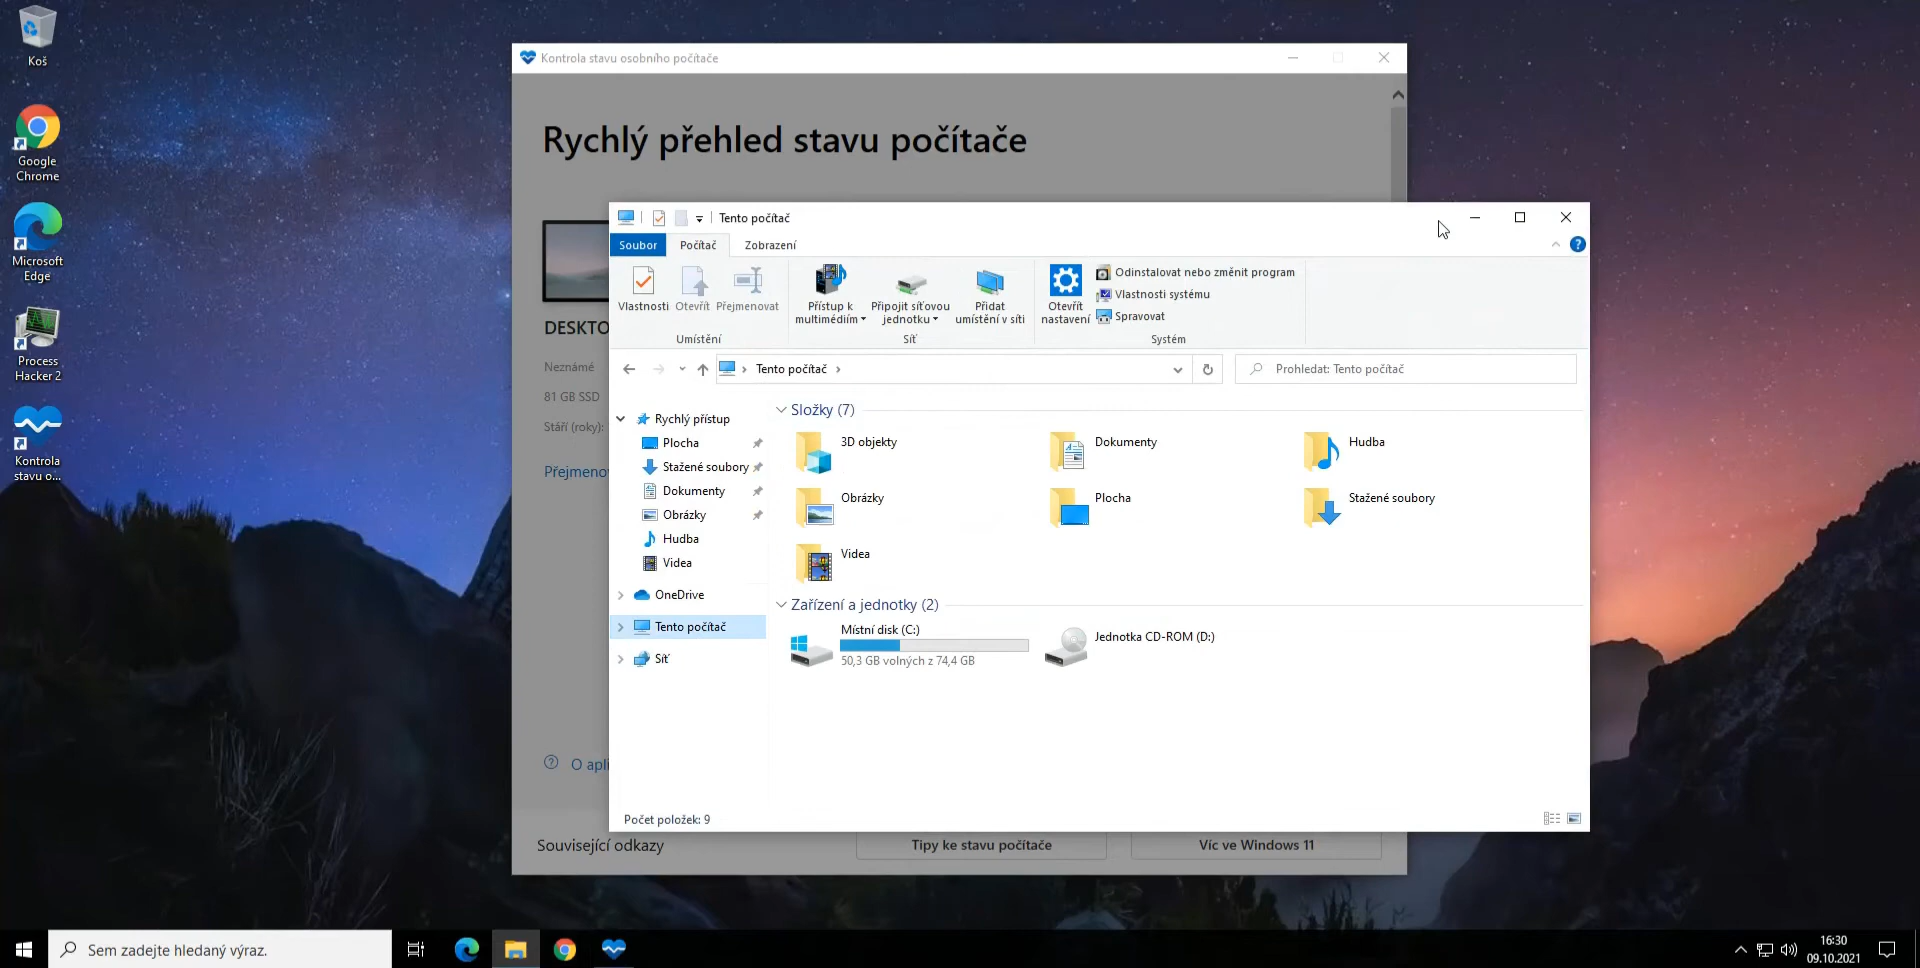 Koš
Google
Chrome
Microsoft
Edge
Process
Hacker 2
Kontrola
stavu o...
Kontrola stavu osobního počítače
Rychlý přehled stavu počítače
DESKTO
Neznámé
81 GB SSD
Stáří (roky):
Přejmenov
O apli
Související odkazy
Tipy ke stavu počítače
Víc ve Windows 11
Tento počítač
Soubor
Počítač
Zobrazení
Vlastnosti
Otevřít
Přejmenovat
Umístění
Přístup k
multimédiím
Připojit síťovou
jednotku
Přidat
umístění v síti
Síť
Otevřít
nastavení
Odinstalovat nebo změnit program
Vlastnosti systému
Spravovat
Systém
Tento počítač
Prohledat: Tento počítač
Rychlý přístup
Plocha
Stažené soubory
Dokumenty
Obrázky
Hudba
Videa
OneDrive
Tento počítač
Síť
Složky (7)
3D objekty
Dokumenty
Hudba
Obrázky
Plocha
Stažené soubory
Videa
Zařízení a jednotky (2)
Místní disk (C:)
50,3 GB volných z 74,4 GB
Jednotka CD-ROM (D:)
Počet položek: 9
Sem zadejte hledaný výraz.
16:30
09.10.2021